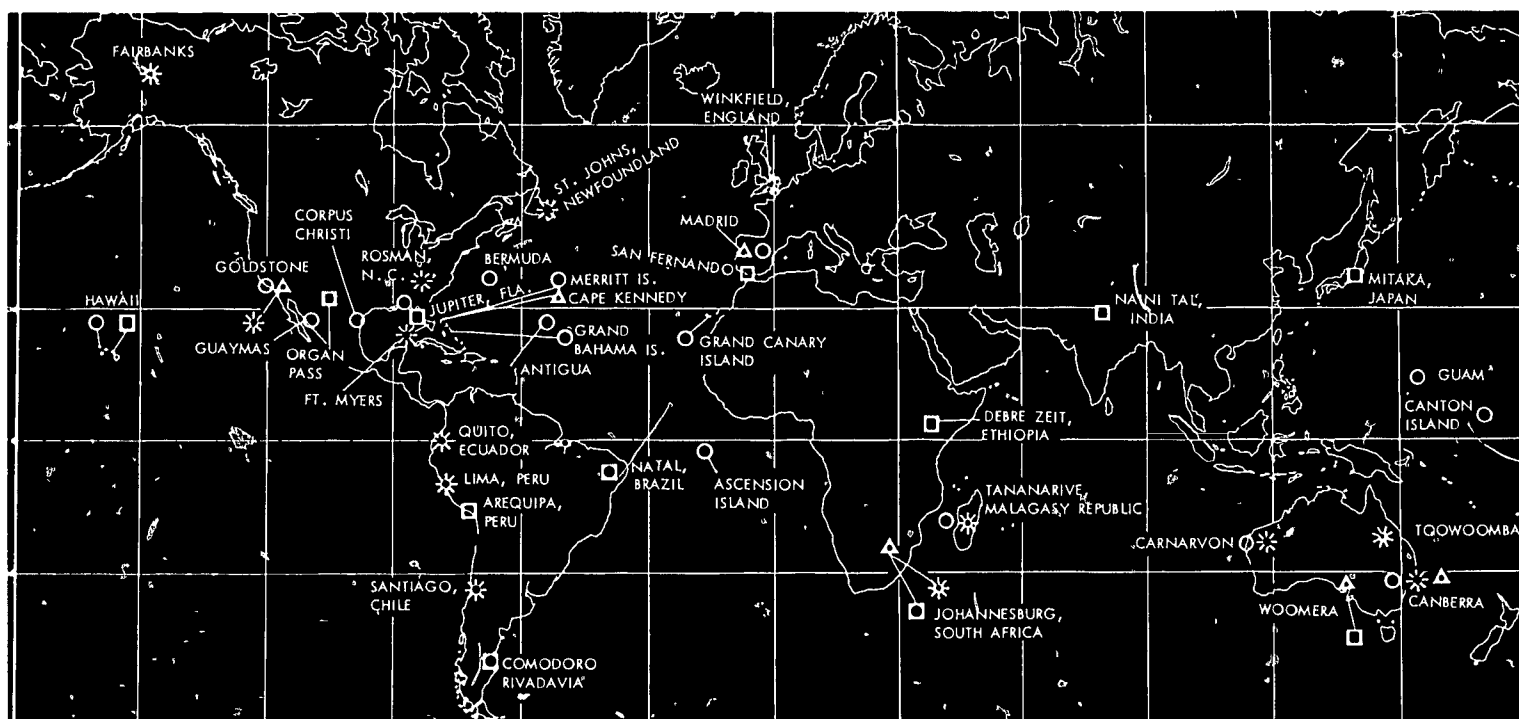 FAIRBANKS
WINKFIELD,
ENGLAND
ST. JOHNS,
NEWFOUNDLAND
CORPUS
CHRISTI
ROSMAN,
N. C.
BERMUDA
MADRID
SAN FERNANDO
GOLDSTONE
MERRITT IS.
CAPE KENNEDY
JUPITER, FLA.
HAWAII
MITAKA,
JAPAN
NAINI TAL,
INDIA
GUAYMAS
ORGAN
PASS
GRAND
BAHAMA IS.
GRAND CANARY
ISLAND
ANTIGUA
FT. MYERS
GUAM
CANTON
ISLAND
DEBRE ZEIT,
ETHIOPIA
QUITO,
ECUADOR
LIMA, PERU
NATAL,
BRAZIL
ASCENSION
ISLAND
AREQUIPA,
PERU
TANANARIVE,
MALAGASY REPUBLIC
CARNARVON
TOOWOOMBA
SANTIAGO,
CHILE
JOHANNESBURG,
SOUTH AFRICA
WOOMERA
CANBERRA
COMODORO
RIVADAVIA